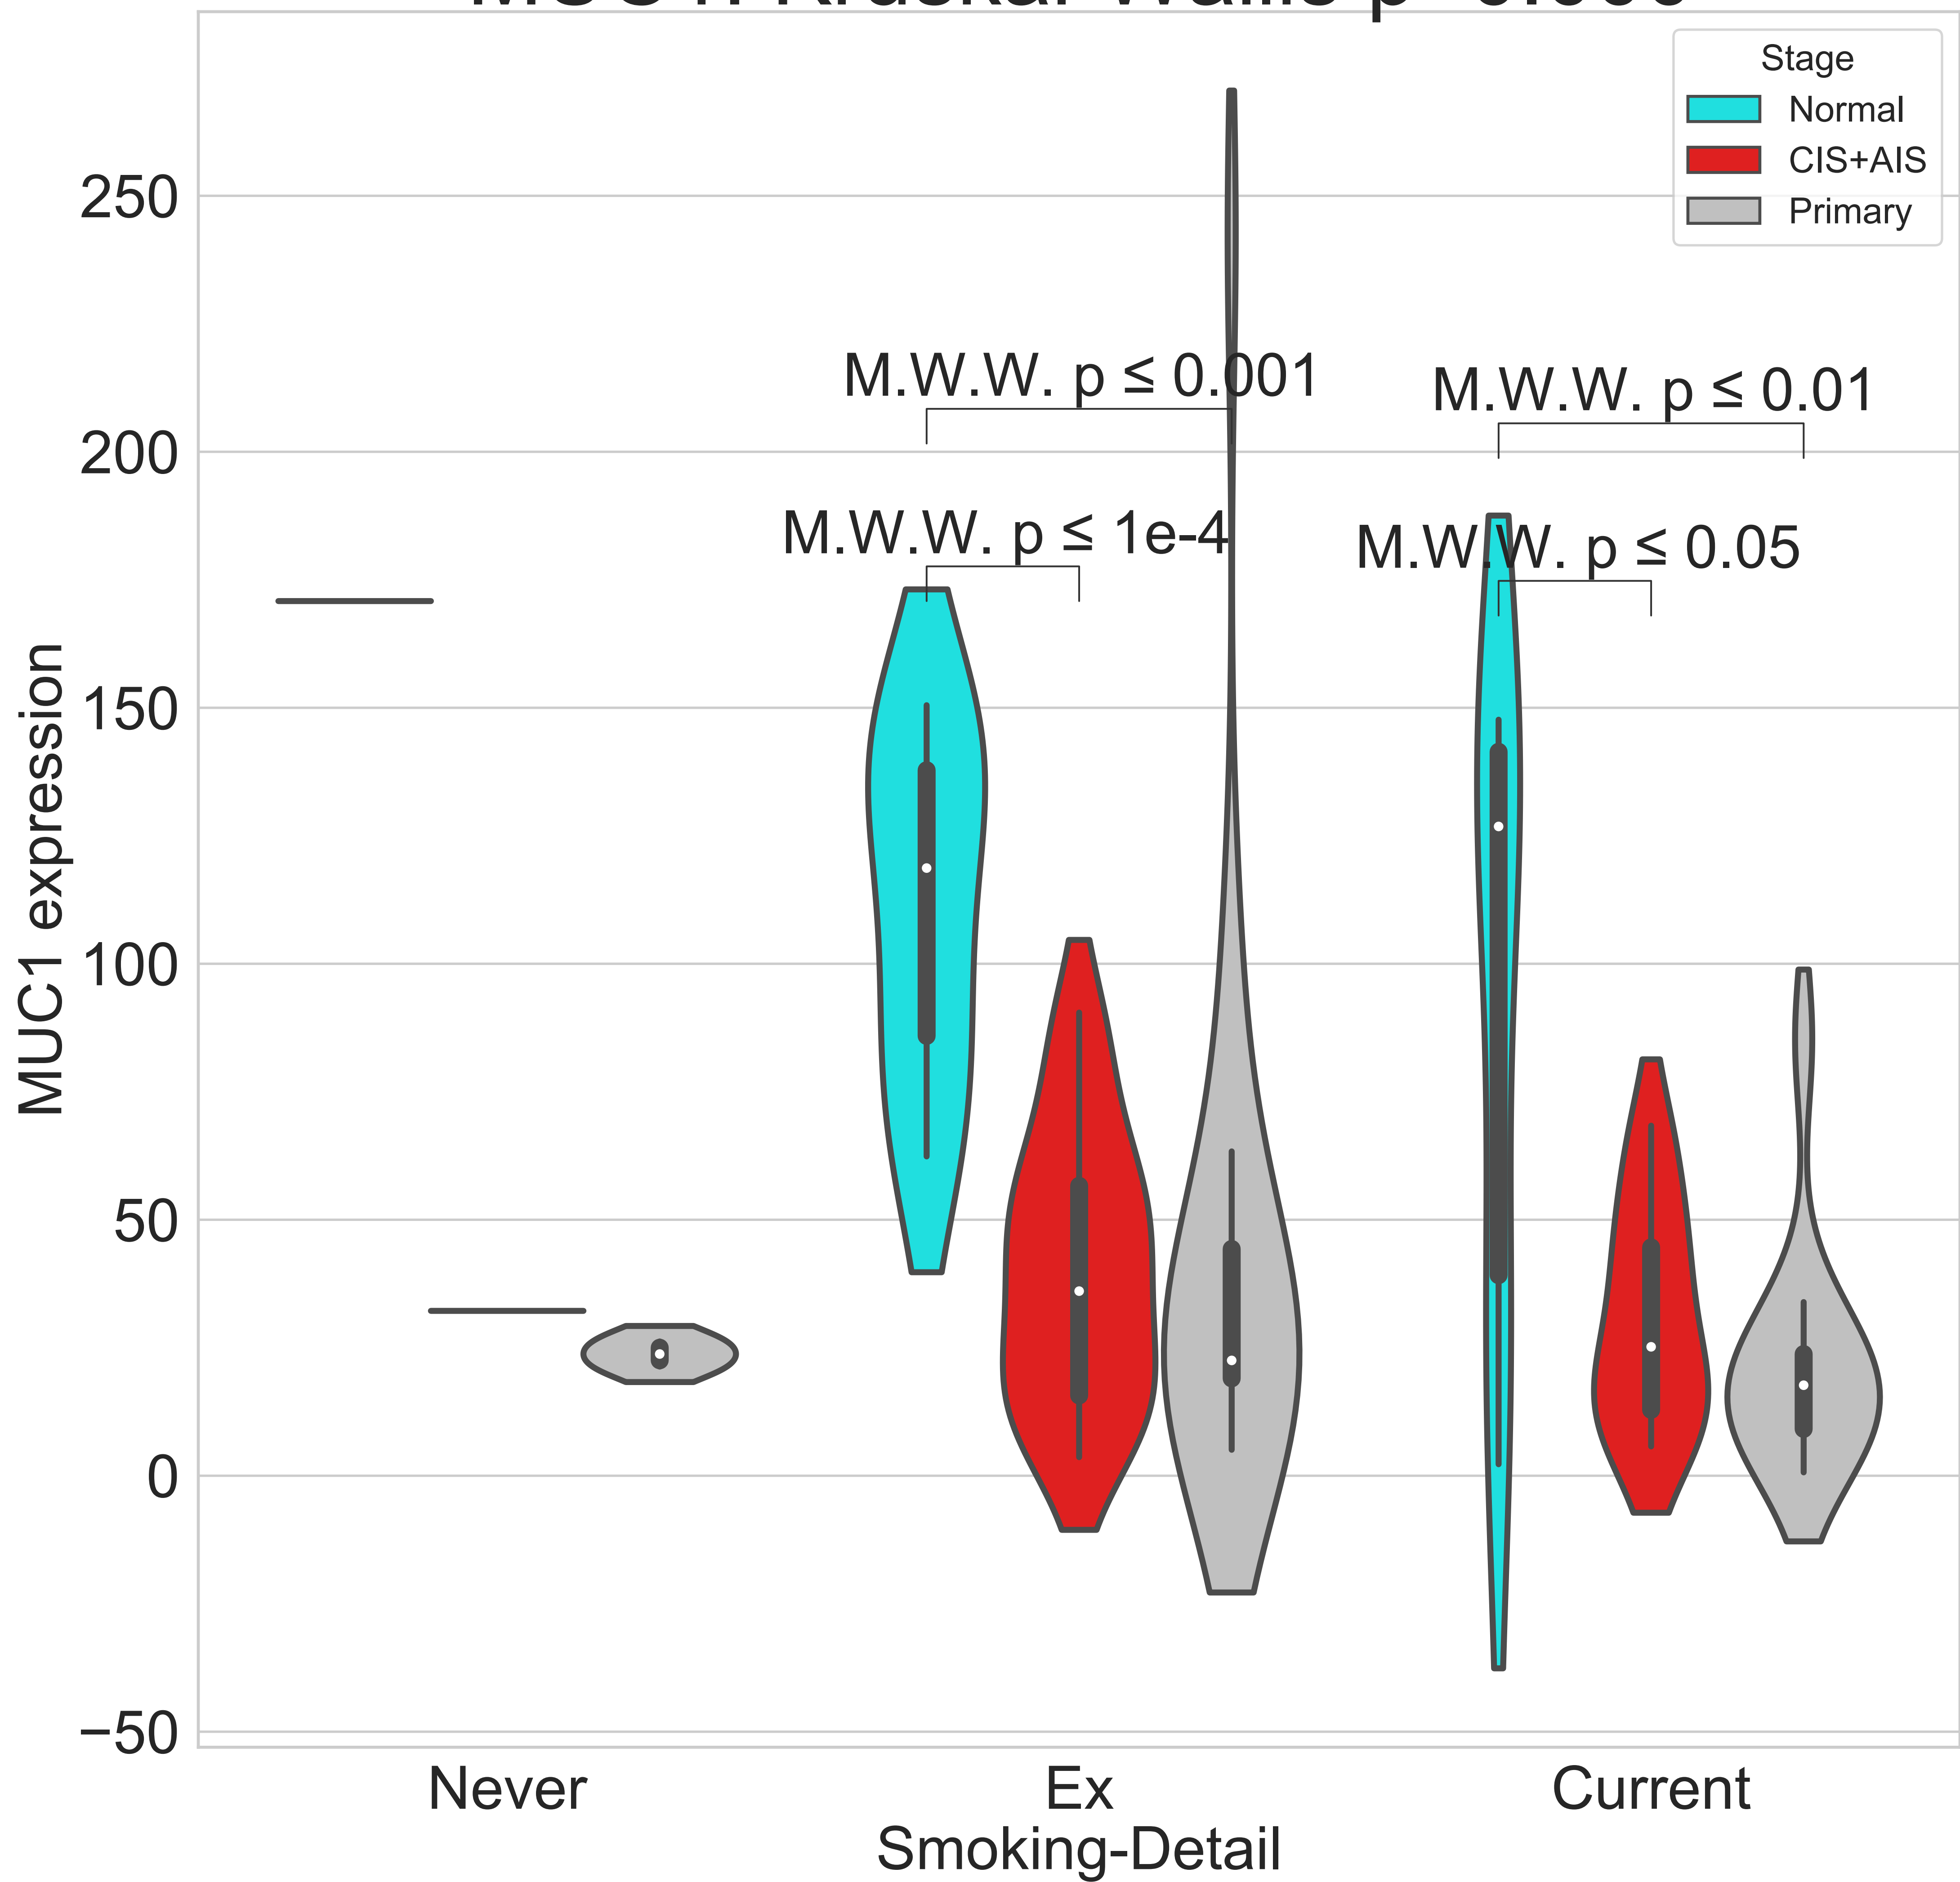 Stage
Normal
CIS+AIS
Primary
MUC1 expression
250
200
150
100
50
0
−50
M.W.W. p ≤ 0.001
M.W.W. p ≤ 0.01
M.W.W. p ≤ 1e-4
M.W.W. p ≤ 0.05
Never
Ex
Current
Smoking-Detail